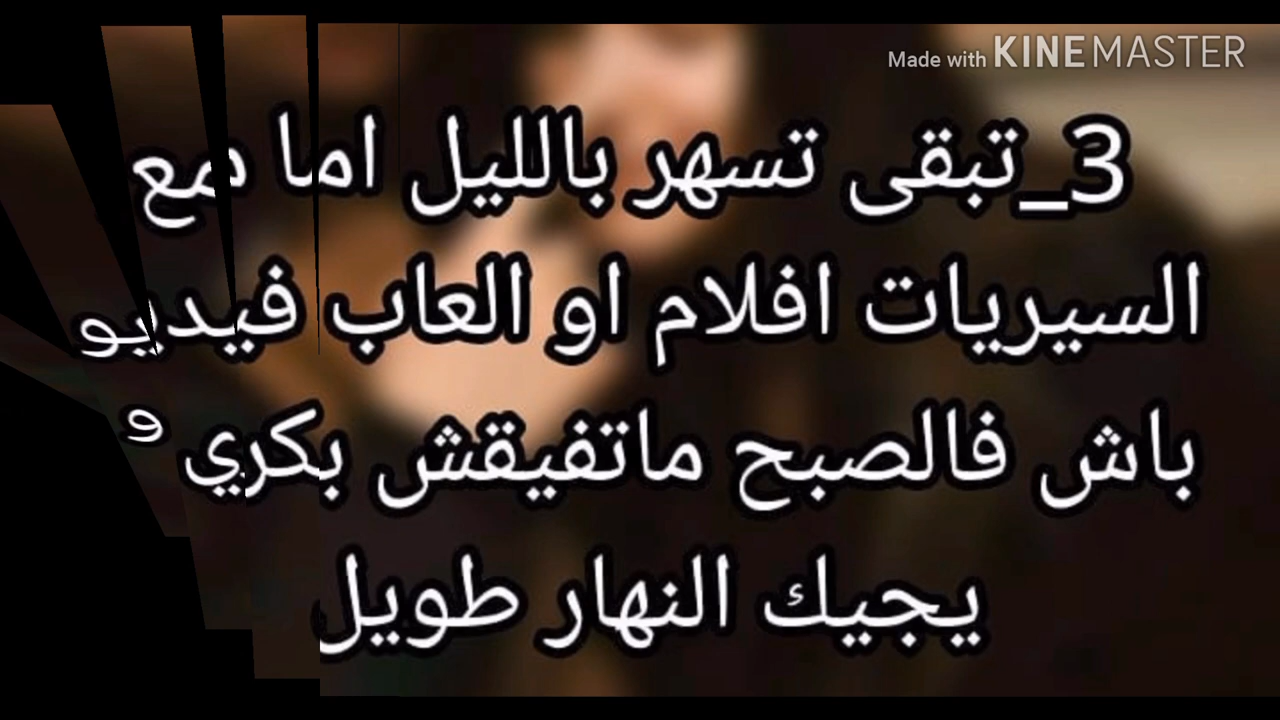 Made with KINEMASTER
3_تبقى تسهر بالليل اما مع
السيريات افلام او العاب فيديو
باش فالصبح ماتفيقش بكري و
يجيك النهار طويل